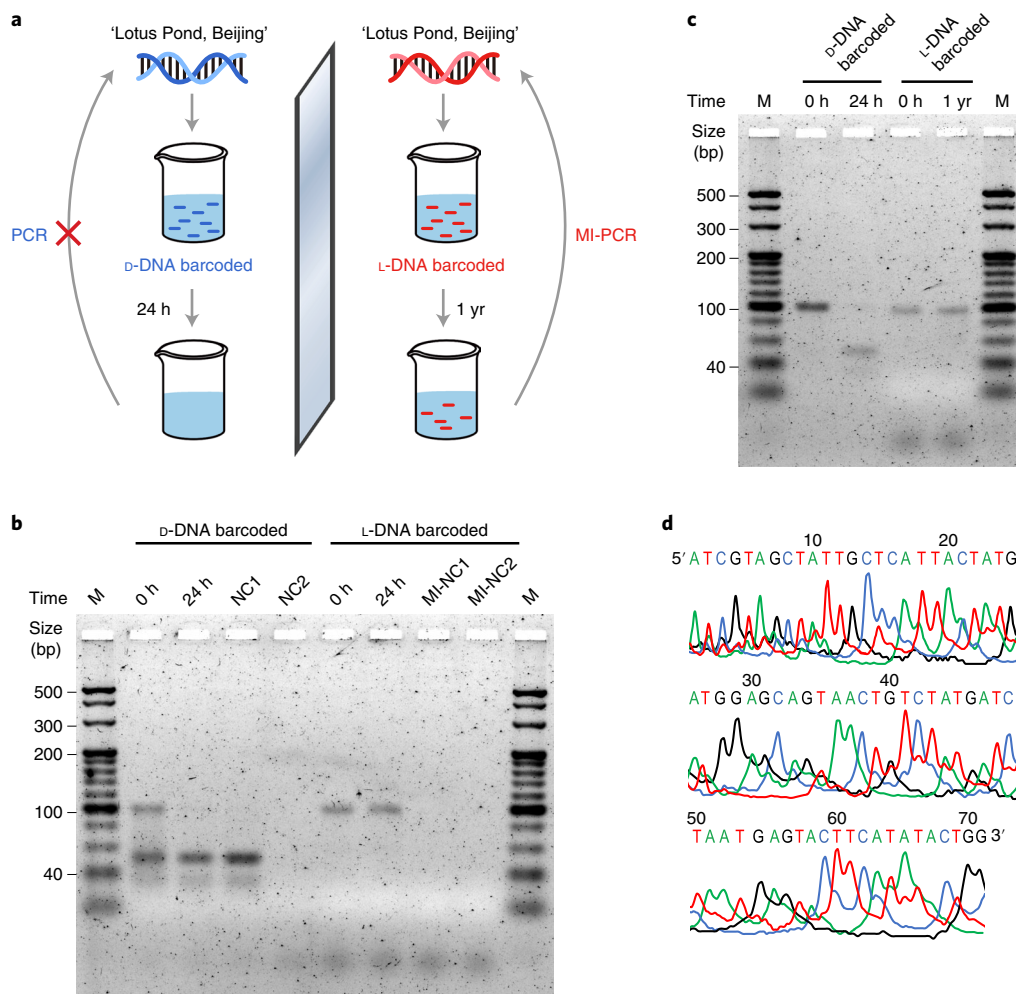 a
'Lotus Pond, Beijing'
'Lotus Pond, Beijing'
PCR
MI-PCR
D-DNA barcoded
L-DNA barcoded
24 h
1 yr
b
D-DNA barcoded
L-DNA barcoded
Time M 0 h 24 h NC1 NC2 0 h 24 h MI-NC1 MI-NC2 M
Size
(bp)
500
300
200
100
40
c
D-DNA
barcoded
L-DNA
barcoded
Time M 0 h 24 h 0 h 1 yr M
Size
(bp)
500
300
200
100
40
d
10 20
5′ ATCGTAGCTATTGCTCATTACTATG
30 40
ATGGAGCAGTAACTGTCTATGATC
50 60 70
TAATGAGTACTTCATATACTGG 3′